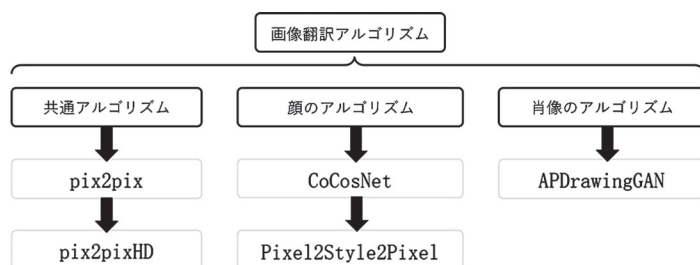 画像翻訳アルゴリズム
共通アルゴリズム
顔のアルゴリズム
肖像のアルゴリズム
pix2pix
CoCosNet
APDrawingGAN
pix2pixHD
Pixel2Style2Pixel